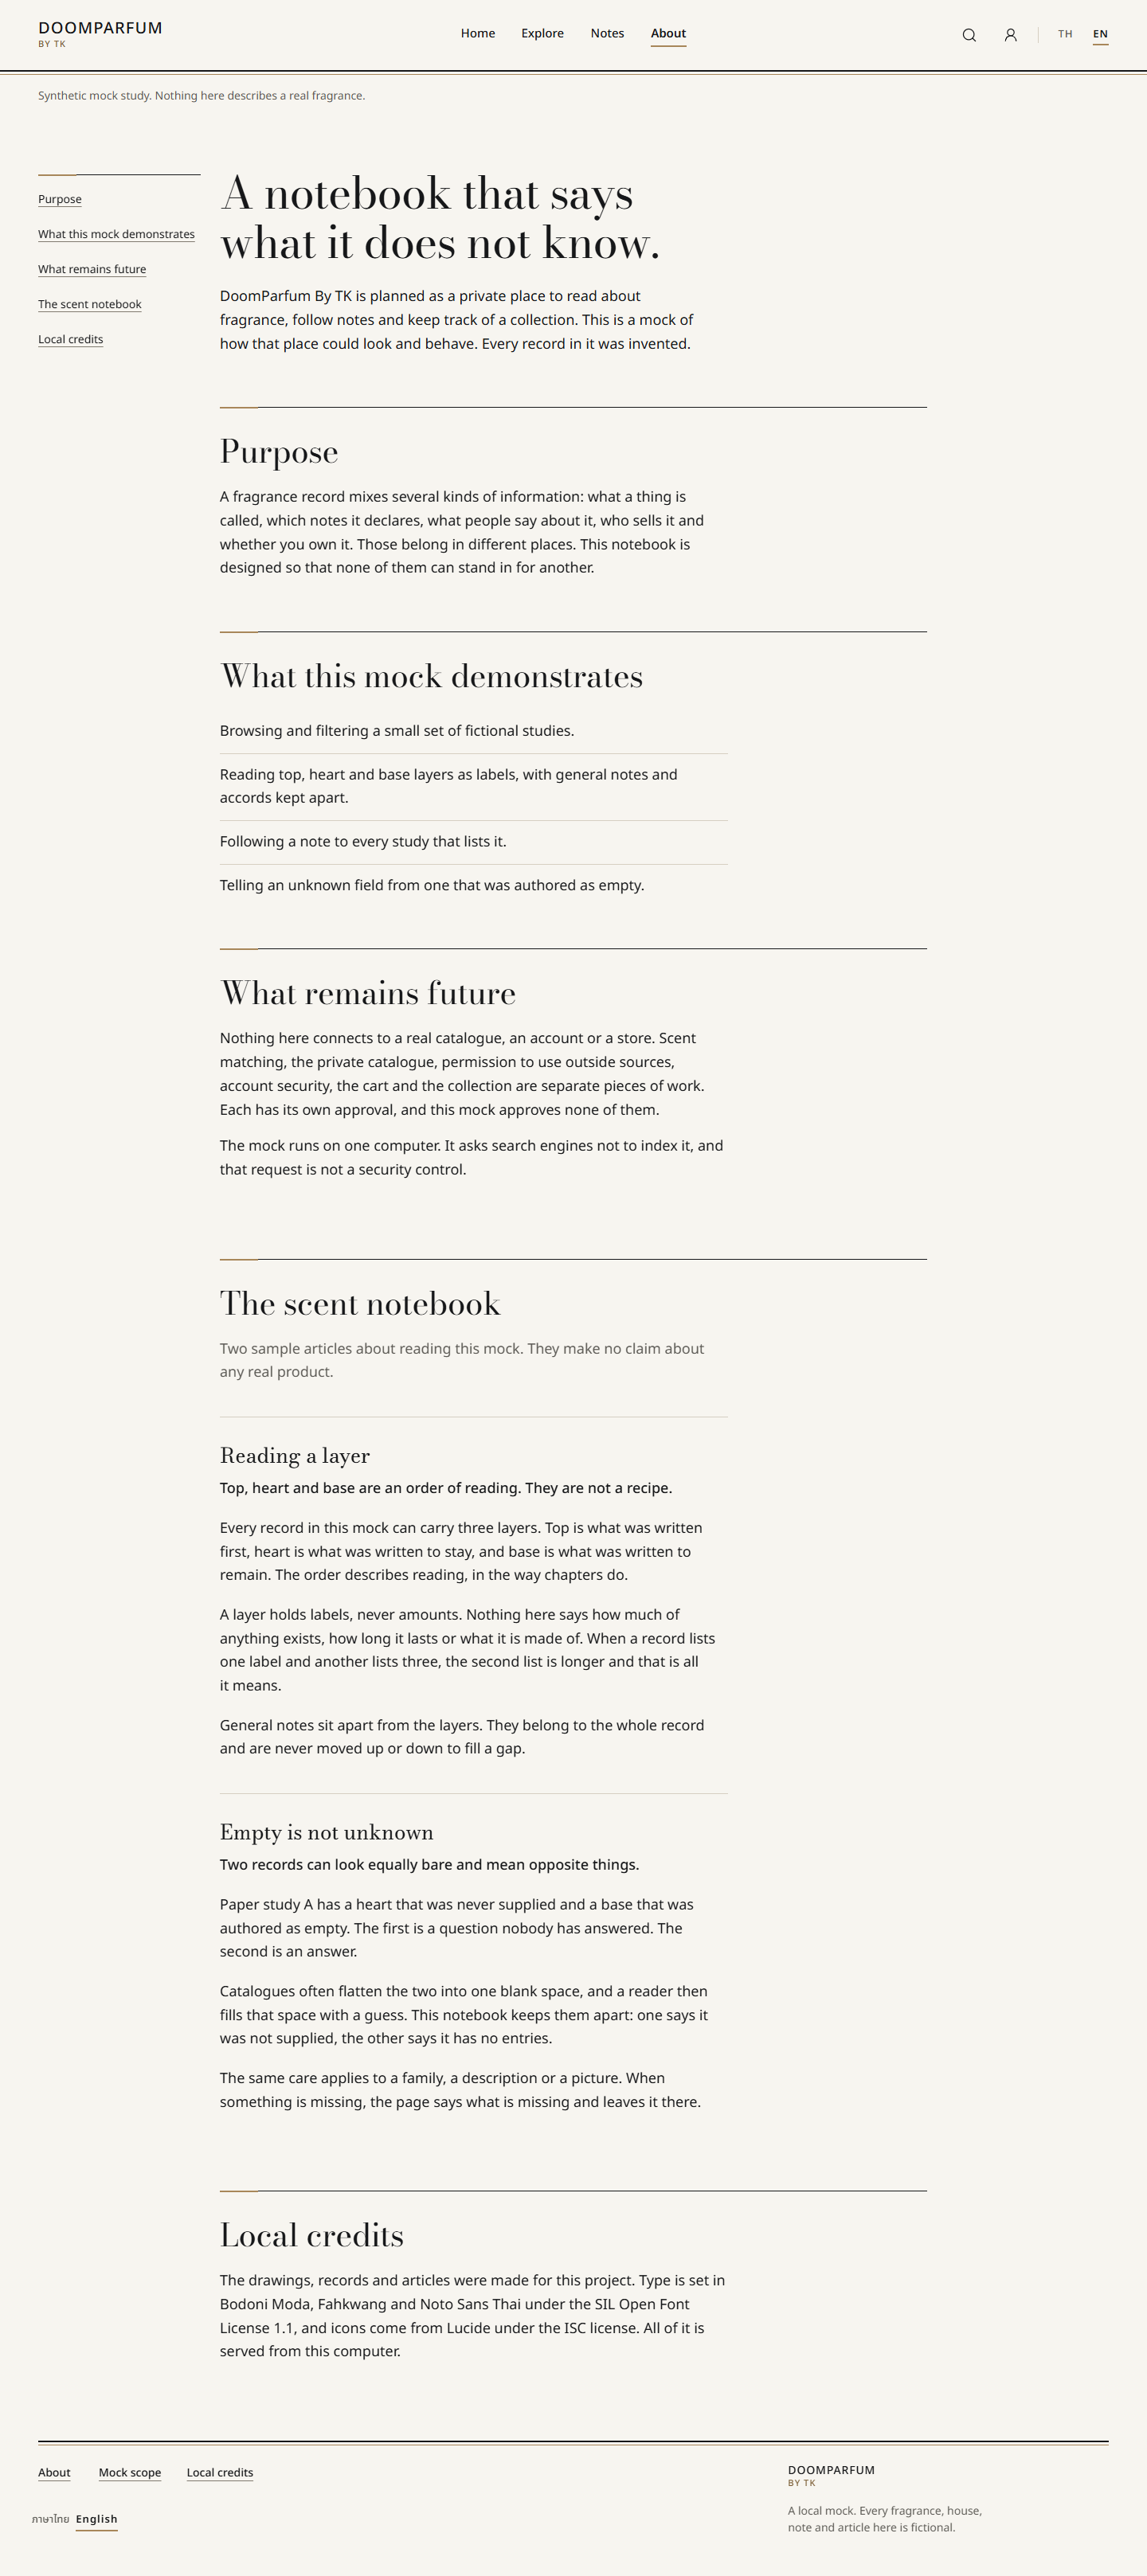 DOOMPARFUM
BY TK
Home Explore Notes About
TH EN
Synthetic mock study. Nothing here describes a real fragrance.
Purpose
What this mock demonstrates
What remains future
The scent notebook
Local credits
A notebook that says
what it does not know.
DoomParfum By TK is planned as a private place to read about
fragrance, follow notes and keep track of a collection. This is a mock of
how that place could look and behave. Every record in it was invented.
Purpose
A fragrance record mixes several kinds of information: what a thing is
called, which notes it declares, what people say about it, who sells it and
whether you own it. Those belong in different places. This notebook is
designed so that none of them can stand in for another.
What this mock demonstrates
Browsing and filtering a small set of fictional studies.
Reading top, heart and base layers as labels, with general notes and
accords kept apart.
Following a note to every study that lists it.
Telling an unknown field from one that was authored as empty.
What remains future
Nothing here connects to a real catalogue, an account or a store. Scent
matching, the private catalogue, permission to use outside sources,
account security, the cart and the collection are separate pieces of work.
Each has its own approval, and this mock approves none of them.
The mock runs on one computer. It asks search engines not to index it, and
that request is not a security control.
The scent notebook
Two sample articles about reading this mock. They make no claim about
any real product.
Reading a layer
Top, heart and base are an order of reading. They are not a recipe.
Every record in this mock can carry three layers. Top is what was written
first, heart is what was written to stay, and base is what was written to
remain. The order describes reading, in the way chapters do.
A layer holds labels, never amounts. Nothing here says how much of
anything exists, how long it lasts or what it is made of. When a record lists
one label and another lists three, the second list is longer and that is all
it means.
General notes sit apart from the layers. They belong to the whole record
and are never moved up or down to fill a gap.
Empty is not unknown
Two records can look equally bare and mean opposite things.
Paper study A has a heart that was never supplied and a base that was
authored as empty. The first is a question nobody has answered. The
second is an answer.
Catalogues often flatten the two into one blank space, and a reader then
fills that space with a guess. This notebook keeps them apart: one says it
was not supplied, the other says it has no entries.
The same care applies to a family, a description or a picture. When
something is missing, the page says what is missing and leaves it there.
Local credits
The drawings, records and articles were made for this project. Type is set in
Bodoni Moda, Fahkwang and Noto Sans Thai under the SIL Open Font
License 1.1, and icons come from Lucide under the ISC license. All of it is
served from this computer.
About Mock scope Local credits
ภาษาไทย English
DOOMPARFUM
BY TK
A local mock. Every fragrance, house,
note and article here is fictional.